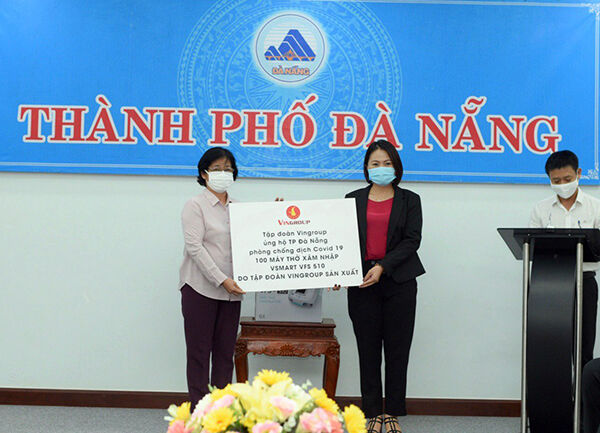 ĐÀ NẴNG
THÀNH PHỐ ĐÀ NẴNG
VINGROUP
Tập đoàn Vingroup
ủng hộ TP Đà Nẵng
phòng chống dịch Covid 19
100 MÁY THỞ XÂM NHẬP
VSMART VFS 510
DO TẬP ĐOÀN VINGROUP SẢN XUẤT